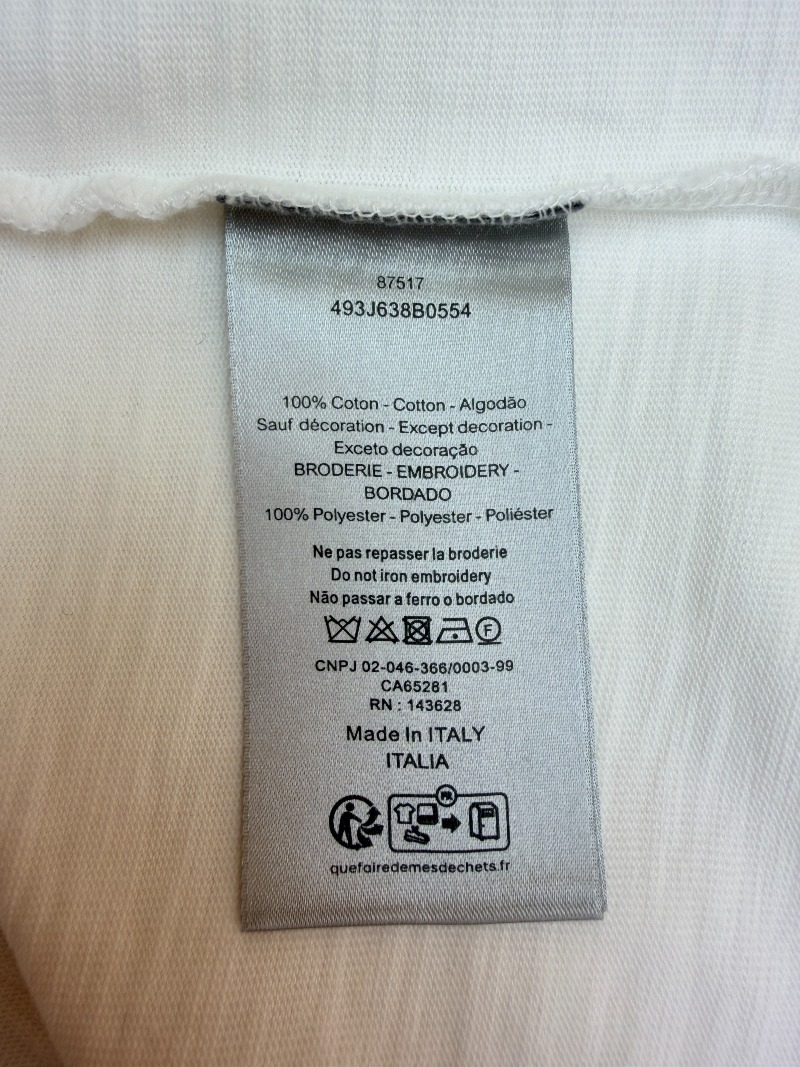 87517
493J638B0554
100% Coton - Cotton - Algodão
Sauf décoration - Except decoration -
Exceto decoração
BRODERIE - EMBROIDERY -
BORDADO
100% Polyester - Polyester - Poliéster
Ne pas repasser la broderie
Do not iron embroidery
Não passar a ferro o bordado
F
CNPJ 02-046-366/0003-99
CA65281
RN : 143628
Made In ITALY
ITALIA
FR
quefairedemesdechets.fr